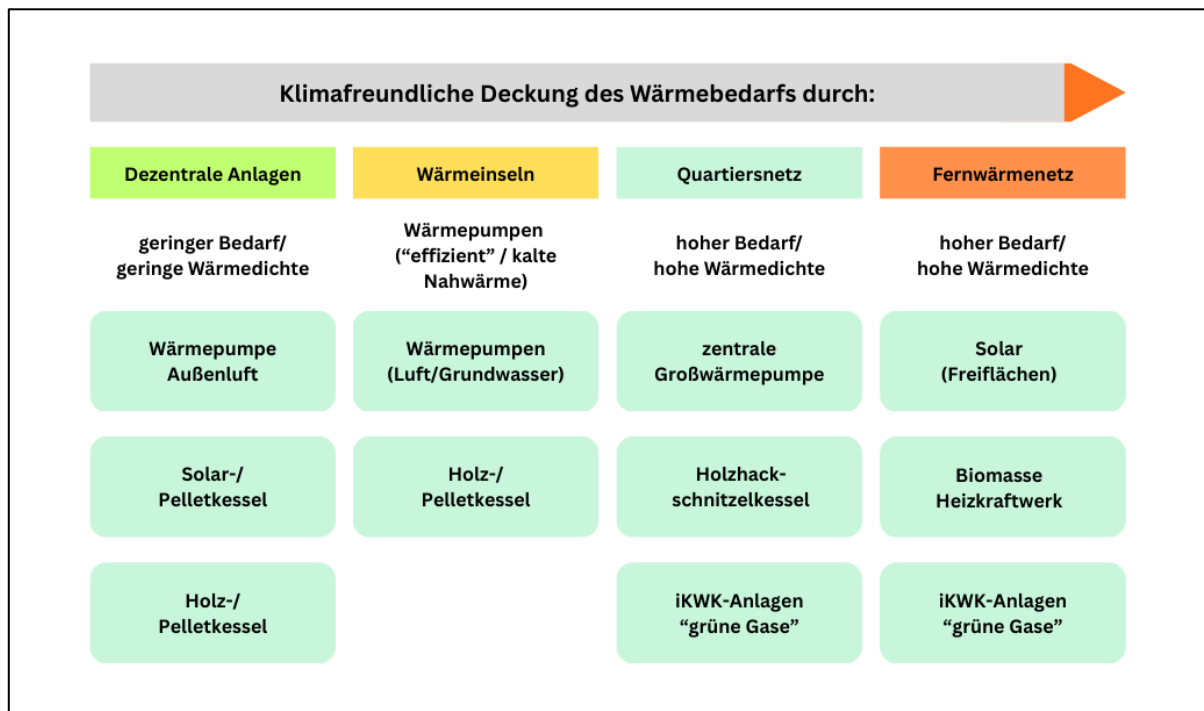 Klimafreundliche Deckung des Wärmebedarfs durch:
Dezentrale Anlagen
Wärmeinseln
Quartiersnetz
Fernwärmenetz
geringer Bedarf/
geringe Wärmedichte
Wärmepumpen
(“effizient” / kalte
Nahwärme)
hoher Bedarf/
hohe Wärmedichte
hoher Bedarf/
hohe Wärmedichte
Wärmepumpe
Außenluft
Wärmepumpen
(Luft/Grundwasser)
zentrale
Großwärmepumpe
Solar
(Freiflächen)
Solar-/
Pelletkessel
Holz-/
Pelletkessel
Holzhack-
schnitzelkessel
Biomasse
Heizkraftwerk
Holz-/
Pelletkessel
iKWK-Anlagen
“grüne Gase”
iKWK-Anlagen
“grüne Gase”